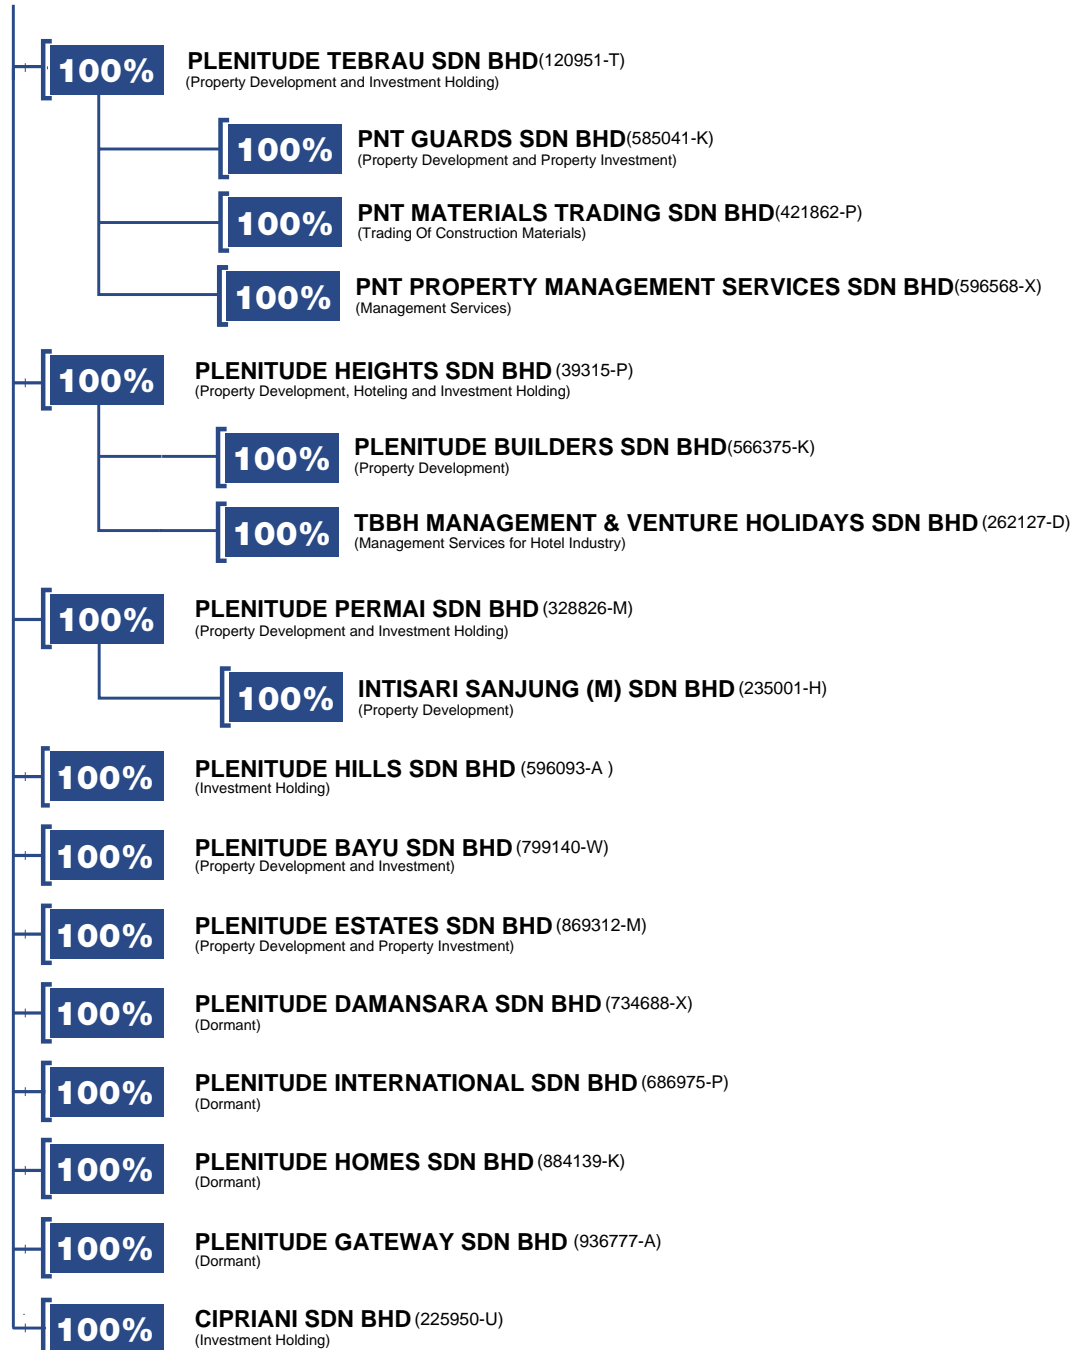 100% PLENITUDE TEBRAU SDN BHD(120951-T)
(Property Development and Investment Holding)
100% PNT GUARDS SDN BHD(585041-K)
(Property Development and Property Investment)
100% PNT MATERIALS TRADING SDN BHD(421862-P)
(Trading Of Construction Materials)
100% PNT PROPERTY MANAGEMENT SERVICES SDN BHD(596568-X)
(Management Services)
100% PLENITUDE HEIGHTS SDN BHD (39315-P)
(Property Development, Hoteling and Investment Holding)
100% PLENITUDE BUILDERS SDN BHD(566375-K)
(Property Development)
100% TBBH MANAGEMENT & VENTURE HOLIDAYS SDN BHD (262127-D)
(Management Services for Hotel Industry)
100% PLENITUDE PERMAI SDN BHD (328826-M)
(Property Development and Investment Holding)
100% INTISARI SANJUNG (M) SDN BHD (235001-H)
(Property Development)
100% PLENITUDE HILLS SDN BHD (596093-A )
(Investment Holding)
100% PLENITUDE BAYU SDN BHD (799140-W)
(Property Development and Investment)
100% PLENITUDE ESTATES SDN BHD (869312-M)
(Property Development and Property Investment)
100% PLENITUDE DAMANSARA SDN BHD (734688-X)
(Dormant)
100% PLENITUDE INTERNATIONAL SDN BHD (686975-P)
(Dormant)
100% PLENITUDE HOMES SDN BHD (884139-K)
(Dormant)
100% PLENITUDE GATEWAY SDN BHD (936777-A)
(Dormant)
100% CIPRIANI SDN BHD (225950-U)
(Investment Holding)